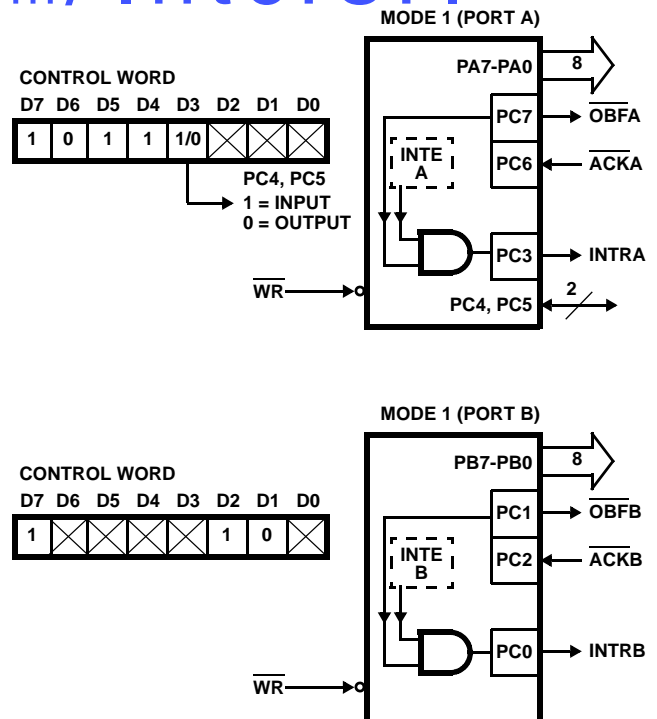 MODE 1 (PORT A)
CONTROL WORD
D7 D6 D5 D4 D3 D2 D1 D0
1 0 1 1 1/0
PC4, PC5
1 = INPUT
0 = OUTPUT
WR
PA7-PA0
8
PC7
OBFA
INTE
A
PC6
ACKA
PC3
INTRA
PC4, PC5
2
MODE 1 (PORT B)
CONTROL WORD
D7 D6 D5 D4 D3 D2 D1 D0
1 1 0
WR
PB7-PB0
8
PC1
OBFB
INTE
B
PC2
ACKB
PC0
INTRB